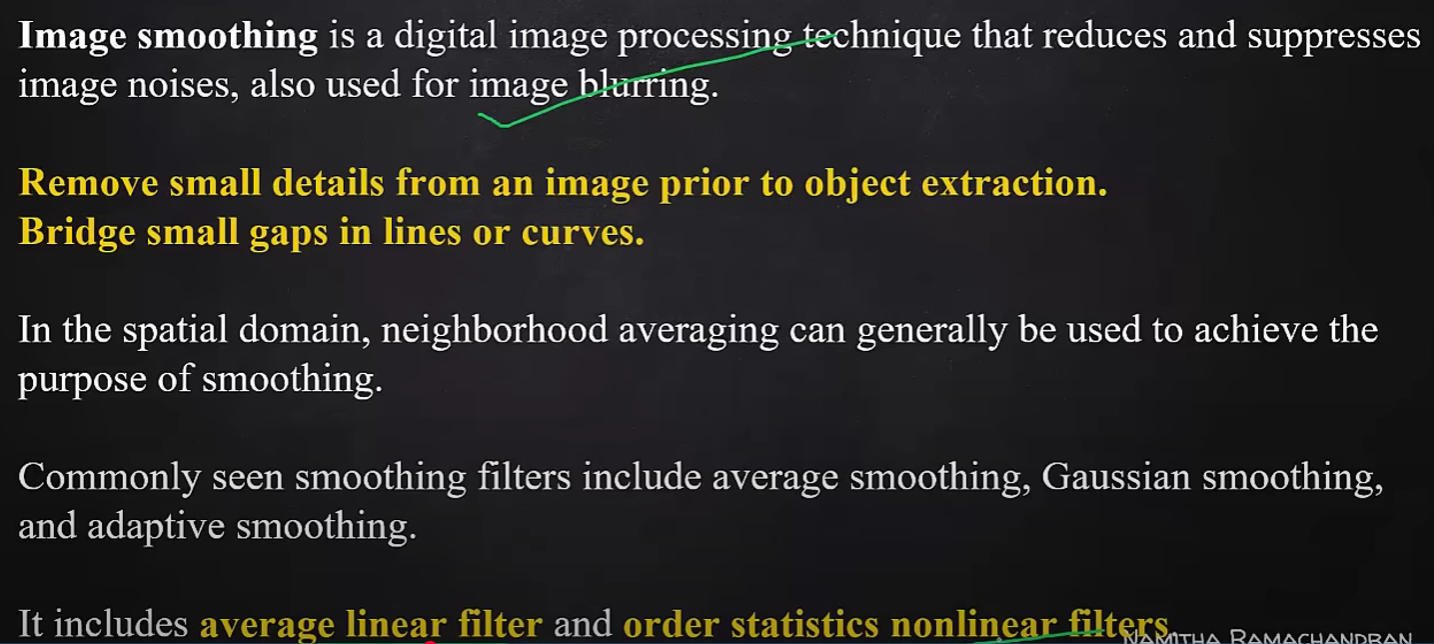 Image smoothing is a digital image processing technique that reduces and suppresses
image noises, also used for image blurring.
Remove small details from an image prior to object extraction.
Bridge small gaps in lines or curves.
In the spatial domain, neighborhood averaging can generally be used to achieve the
purpose of smoothing.
Commonly seen smoothing filters include average smoothing, Gaussian smoothing,
and adaptive smoothing.
It includes average linear filter and order statistics nonlinear filters
NAMITHA RAMACHANDRAN